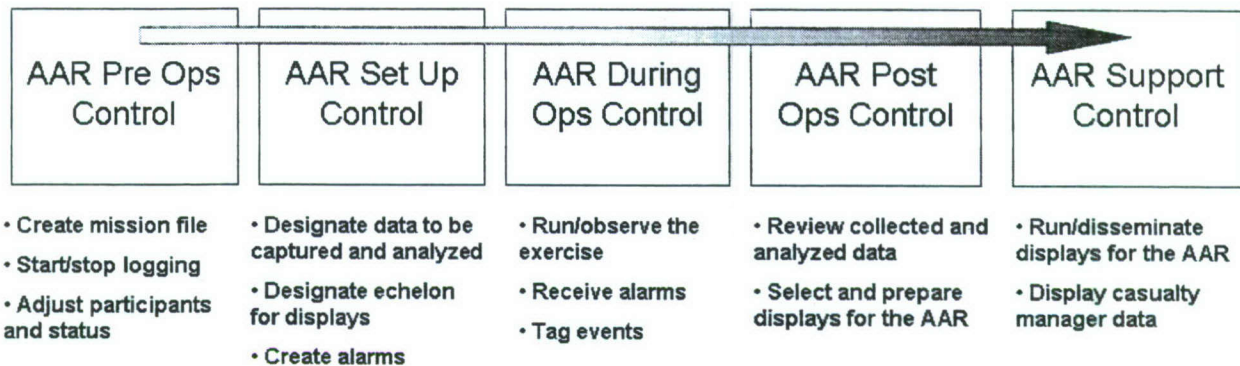 AAR Pre Ops
Control
AAR Set Up
Control
AAR During
Ops Control
AAR Post
Ops Control
AAR Support
Control
• Create mission file
• Start/stop logging
• Adjust participants
and status
• Designate data to be
captured and analyzed
• Designate echelon
for displays
• Create alarms
• Run/observe the
exercise
• Receive alarms
• Tag events
• Review collected and
analyzed data
• Select and prepare
displays for the AAR
• Run/disseminate
displays for the AAR
• Display casualty
manager data